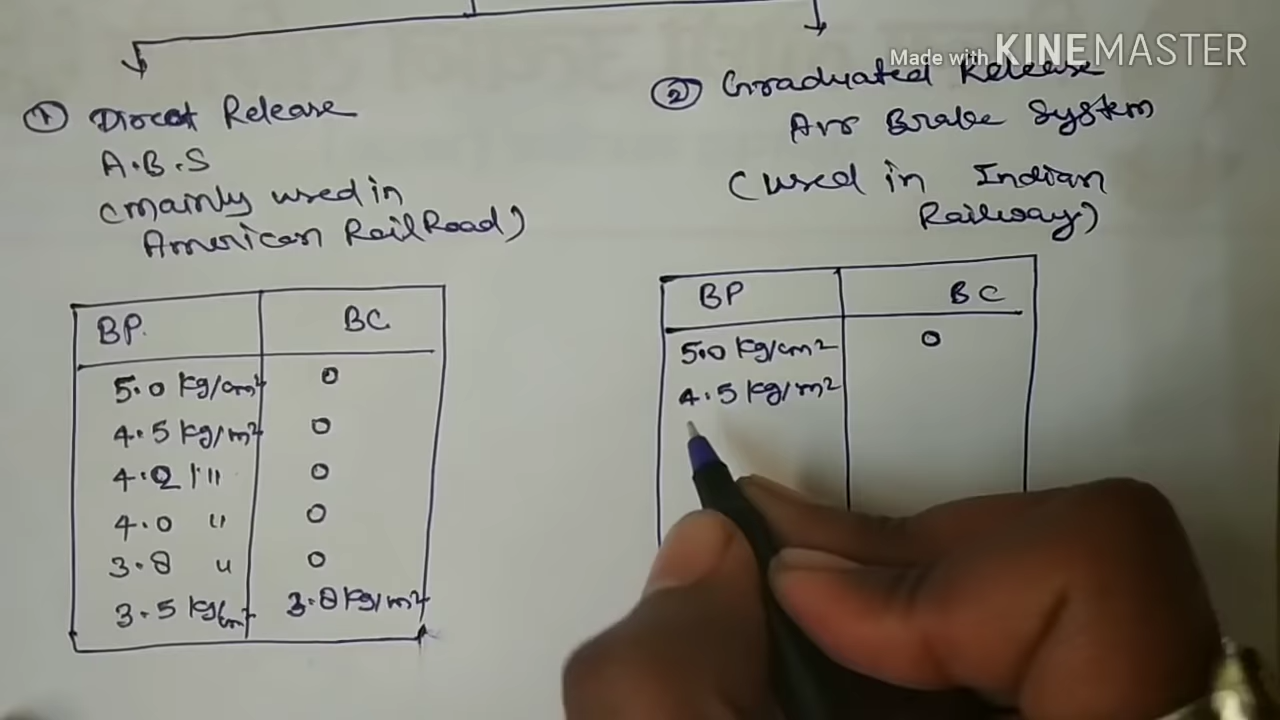 Made with KINEMASTER
① Direct Release
A.B.S
(mainly used in
American RailRoad)
BP. BC
5.0 kg/cm² 0
4.5 kg/m² 0
4.2 " 0
4.0 " 0
3.8 " 0
3.5 kg/m² 3.8 kg/m²
② Graduated Release
Air Brake System
(used in Indian
Railway)
BP BC
5.0 kg/cm² 0
4.5 kg/m²